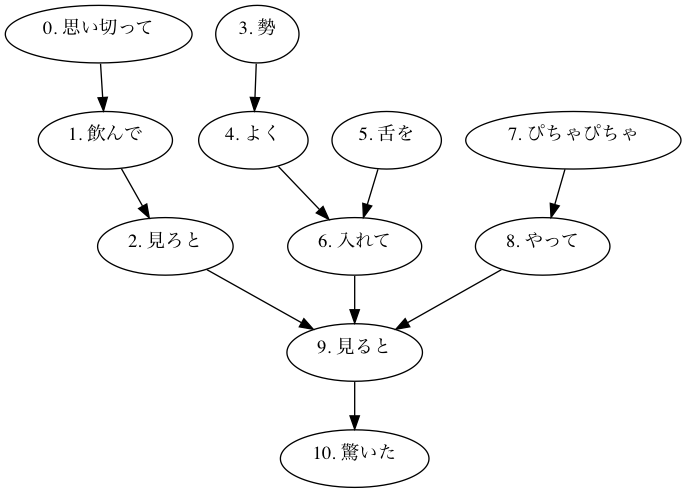 0. 思い切って
3. 勢
1. 飲んで
4. よく
5. 舌を
7. ぴちゃぴちゃ
2. 見ろと
6. 入れて
8. やって
9. 見ると
10. 驚いた